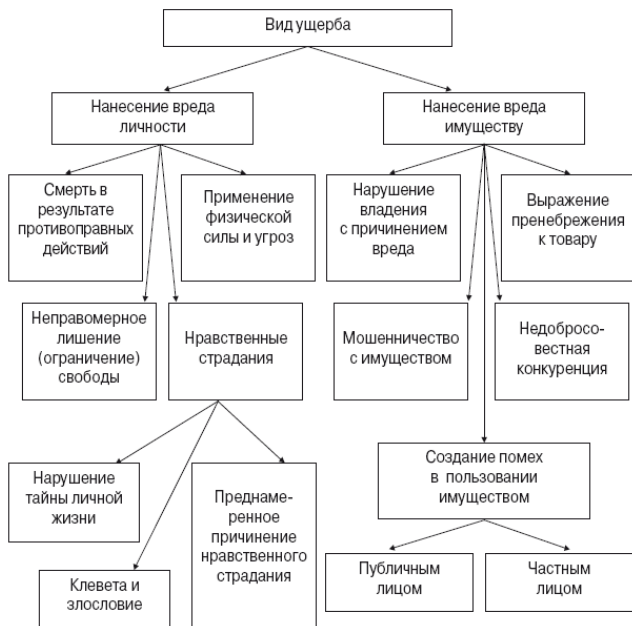 Вид ущерба
Нанесение вреда
личности
Нанесение вреда
имуществу
Смерть в
результате
противоправных
действий
Применение
физической
силы и угроз
Нарушение
владения
с причинением
вреда
Выражение
пренебрежения
к товару
Неправомерное
лишение
(ограничение)
свободы
Нравственные
страдания
Мошенничество
с имуществом
Недобросо-
вестная
конкуренция
Нарушение
тайны личной
жизни
Преднаме-
ренное
причинение
нравственного
страдания
Создание помех
в пользовании
имуществом
Клевета и
злословие
Публичным
лицом
Частным
лицом